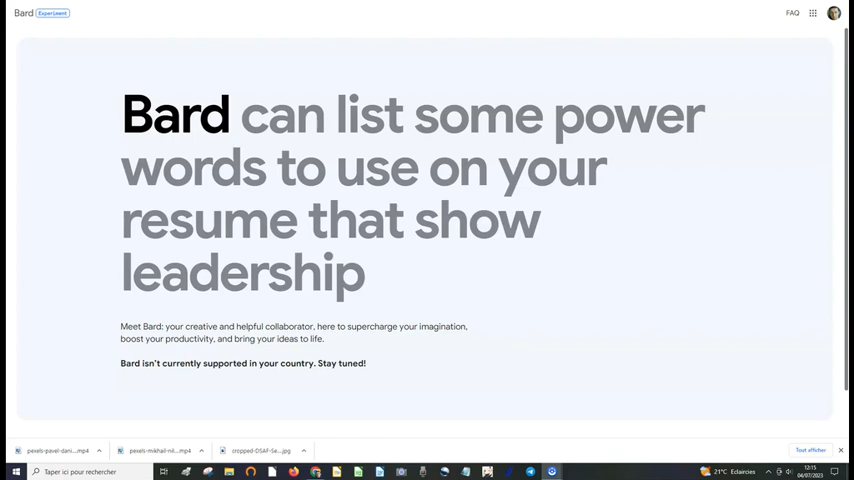 Bard Experiment
FAQ
Bard can list some power
words to use on your
resume that show
leadership
Meet Bard: your creative and helpful collaborator, here to supercharge your imagination,
boost your productivity, and bring your ideas to life.
Bard isn't currently supported in your country. Stay tuned!
pexels-pavel-dani....mp4
pexels-mikhail-nil....mp4
cropped-DSAF-Se....jpg
Tout afficher
Taper ici pour rechercher
21°C Eclaircies
12:15
04/07/2023